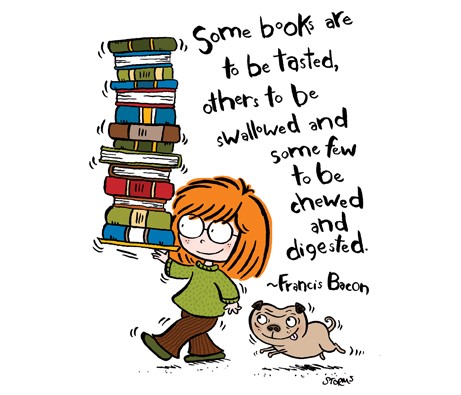 Some books are
to be tasted,
others to be
swallowed and
some few
to be
chewed
and
digested.
~Francis Bacon
STORMS